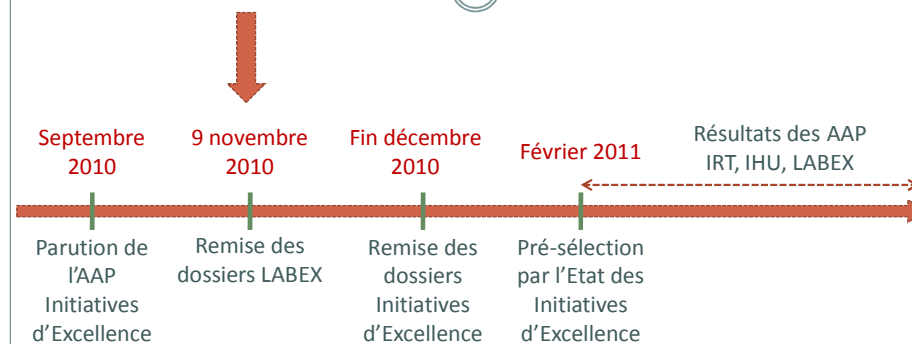 Septembre
2010
9 novembre
2010
Fin décembre
2010
Février 2011
Résultats des AAP
IRT, IHU, LABEX
Parution de
l'AAP
Initiatives
d'Excellence
Remise des
dossiers LABEX
Remise des
dossiers
Initiatives
d'Excellence
Pré-sélection
par l'Etat des
Initiatives
d'Excellence